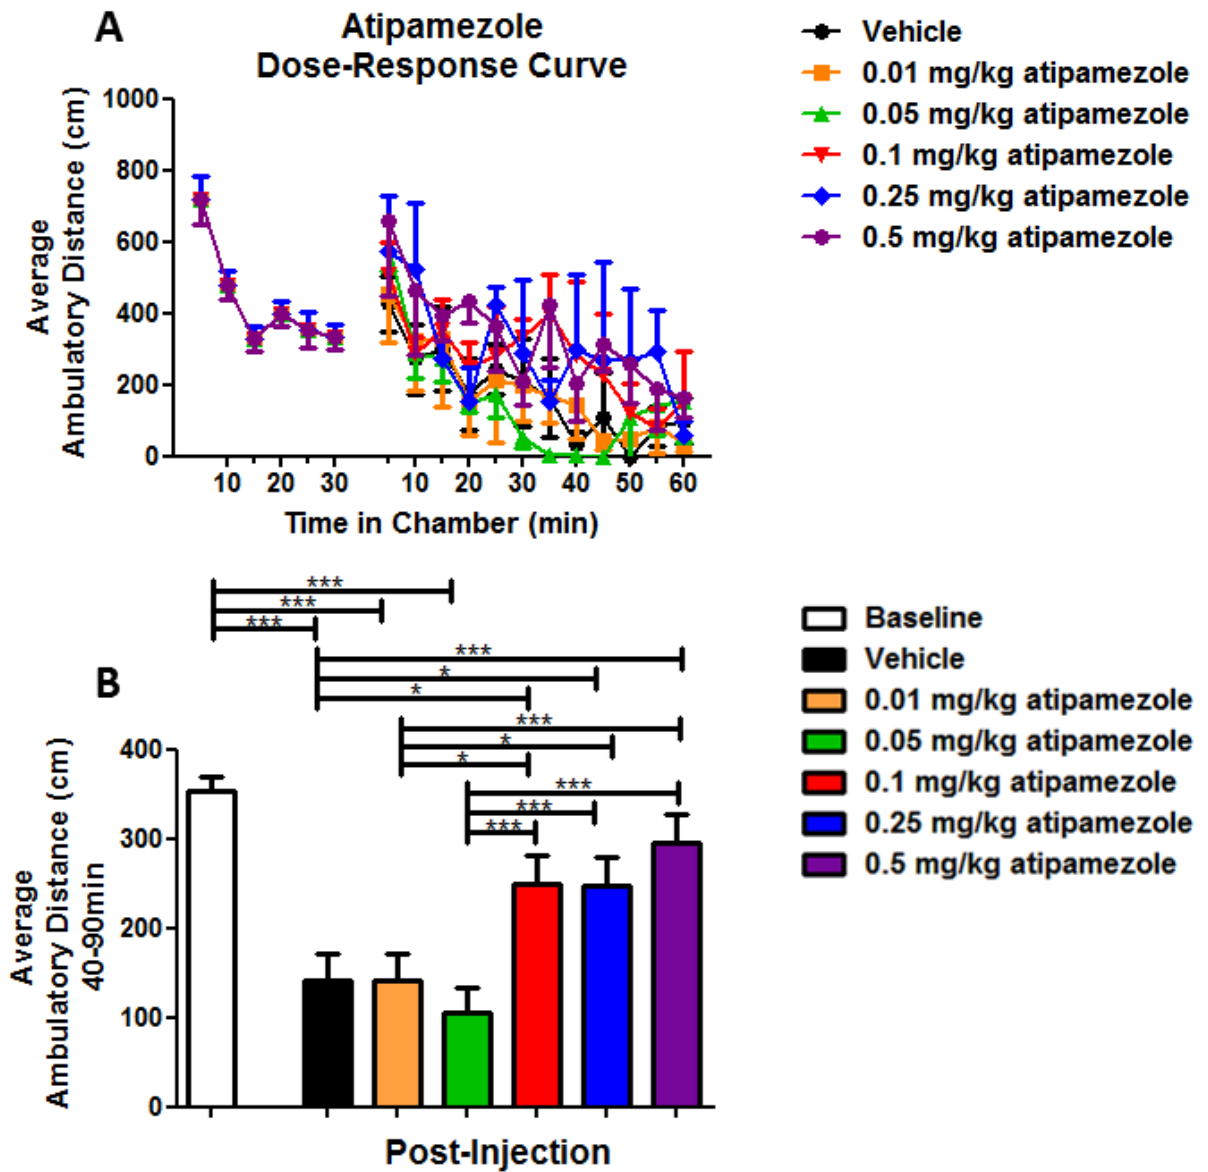 A
Atipamezole
Dose-Response Curve
Average
Ambulatory Distance (cm)
1000
800
600
400
200
0
10 20 30 10 20 30 40 50 60
Time in Chamber (min)
Vehicle
0.01 mg/kg atipamezole
0.05 mg/kg atipamezole
0.1 mg/kg atipamezole
0.25 mg/kg atipamezole
0.5 mg/kg atipamezole
B
***
***
***
***
*
*
***
*
*
***
***
***
Average
Ambulatory Distance (cm)
40-90min
400
300
200
100
0
Post-Injection
Baseline
Vehicle
0.01 mg/kg atipamezole
0.05 mg/kg atipamezole
0.1 mg/kg atipamezole
0.25 mg/kg atipamezole
0.5 mg/kg atipamezole